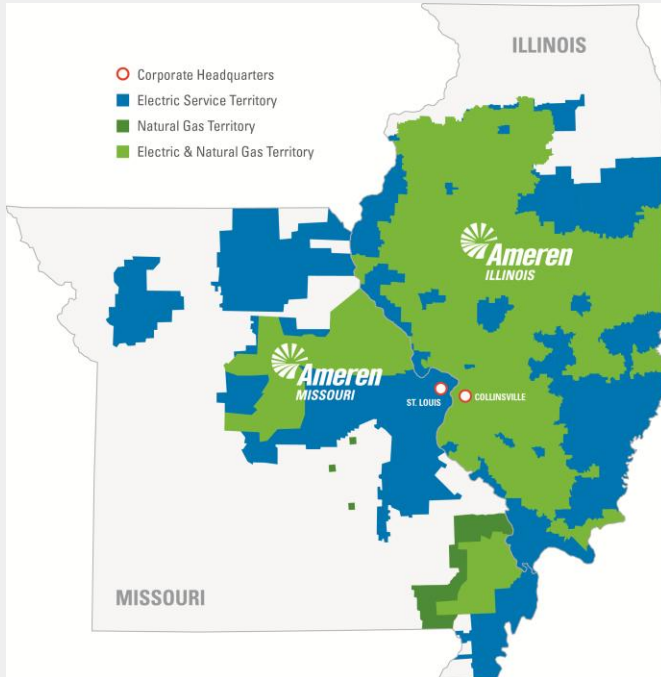 ILLINOIS
Corporate Headquarters
Electric Service Territory
Natural Gas Territory
Electric & Natural Gas Territory
Ameren
ILLINOIS
Ameren
MISSOURI
ST. LOUIS
COLLINSVILLE
MISSOURI